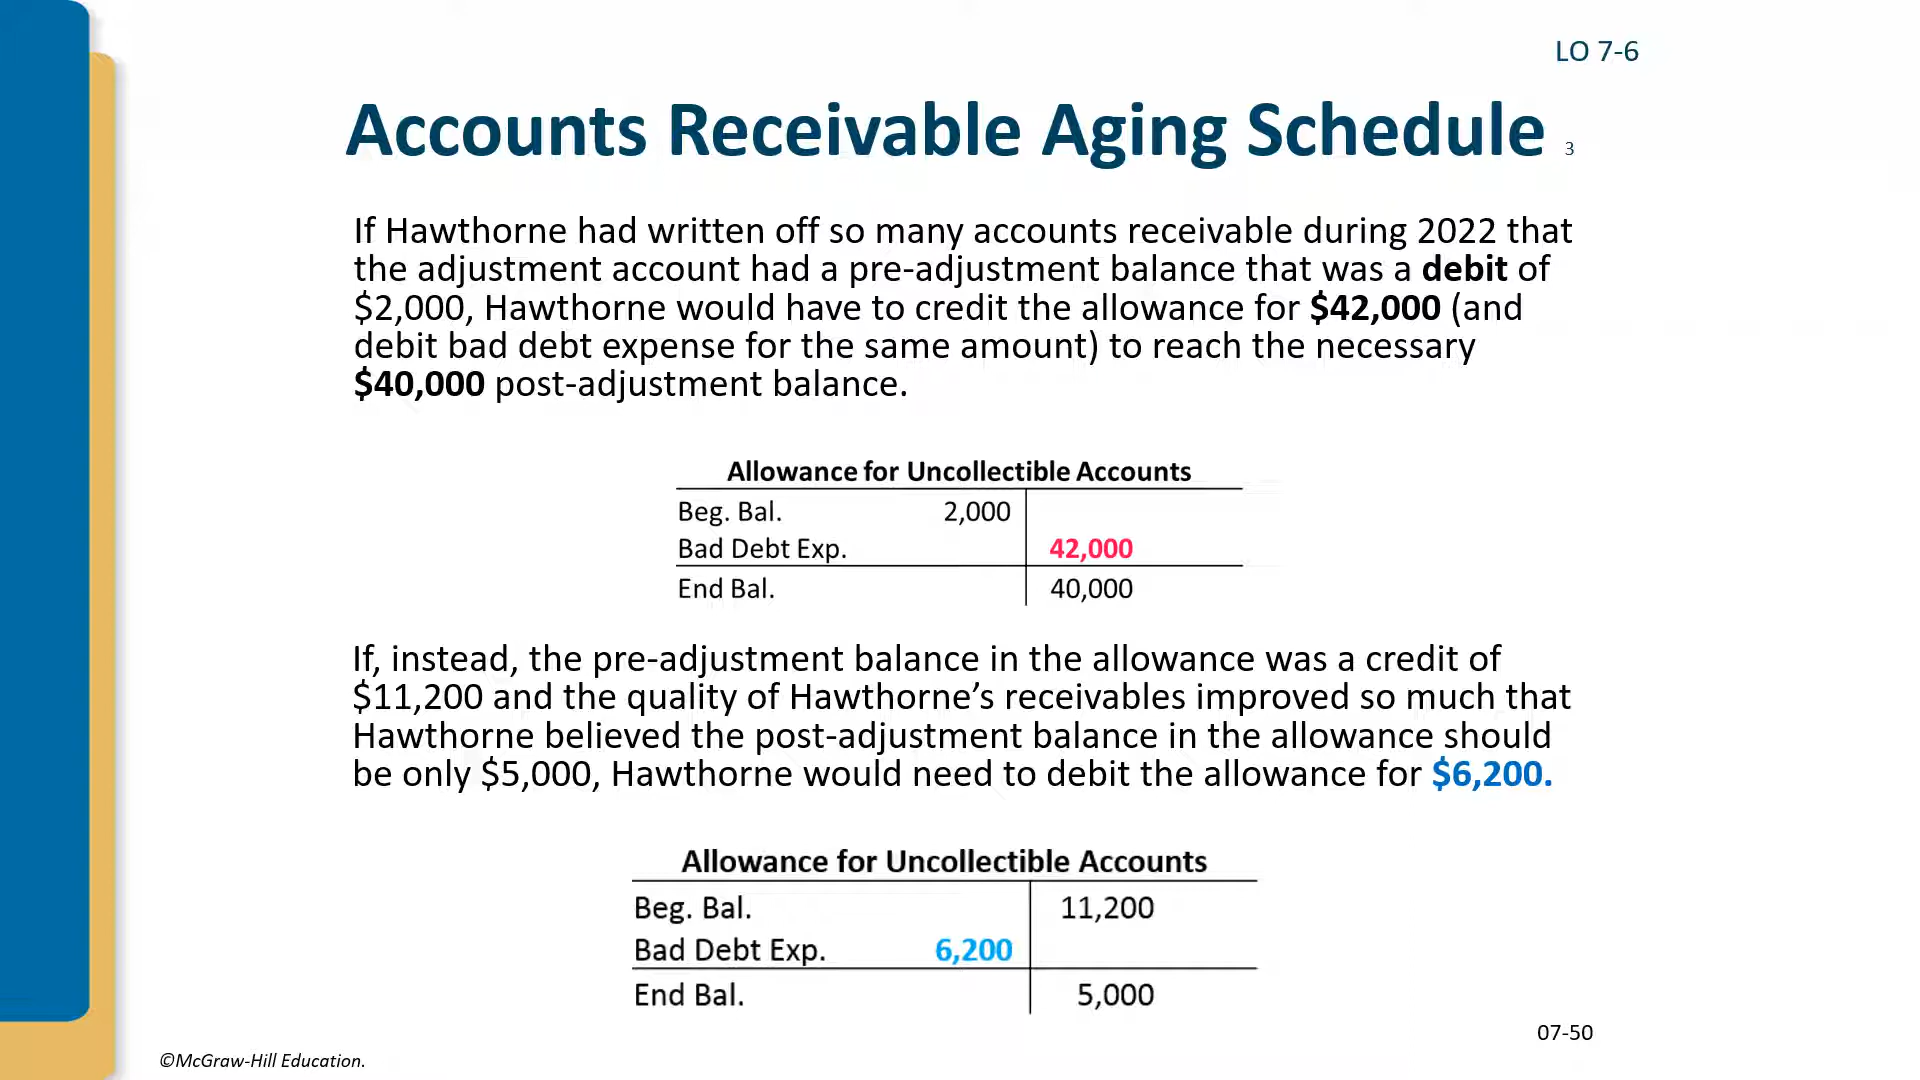 LO 7-6
Accounts Receivable Aging Schedule 3
If Hawthorne had written off so many accounts receivable during 2022 that
the adjustment account had a pre-adjustment balance that was a debit of
$2,000, Hawthorne would have to credit the allowance for $42,000 (and
debit bad debt expense for the same amount) to reach the necessary
$40,000 post-adjustment balance.
Allowance for Uncollectible Accounts
Beg. Bal. 2,000
Bad Debt Exp. 42,000
End Bal. 40,000
If, instead, the pre-adjustment balance in the allowance was a credit of
$11,200 and the quality of Hawthorne’s receivables improved so much that
Hawthorne believed the post-adjustment balance in the allowance should
be only $5,000, Hawthorne would need to debit the allowance for $6,200.
Allowance for Uncollectible Accounts
Beg. Bal. 11,200
Bad Debt Exp. 6,200
End Bal. 5,000
07-50
©McGraw-Hill Education.